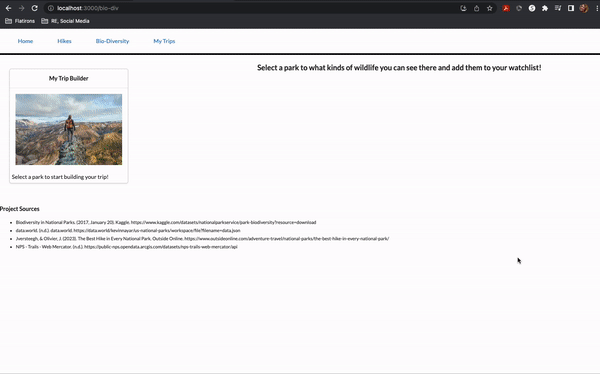 localhost:3000/bio-div
Flatirons
RE, Social Media
Home Hikes Bio-Diversity My Trips
Select a park to what kinds of wildlife you can see there and add them to your watchlist!
My Trip Builder
Select a park to start building your trip!
Project Sources
Biodiversity in National Parks. (2017, January 20). Kaggle. https://www.kaggle.com/datasets/nationalparkservice/park-biodiversity?resource=download
data.world. (n.d.). data.world. https://data.world/kevinnayar/us-national-parks/workspace/file?filename=data.json
Jversteegh, & Olivier, J. (2023). The Best Hike in Every National Park. Outside Online. https://www.outsideonline.com/adventure-travel/national-parks/the-best-hike-in-every-national-park/
NPS - Trails - Web Mercator. (n.d.). https://public-nps.opendata.arcgis.com/datasets/nps-trails-web-mercator/api